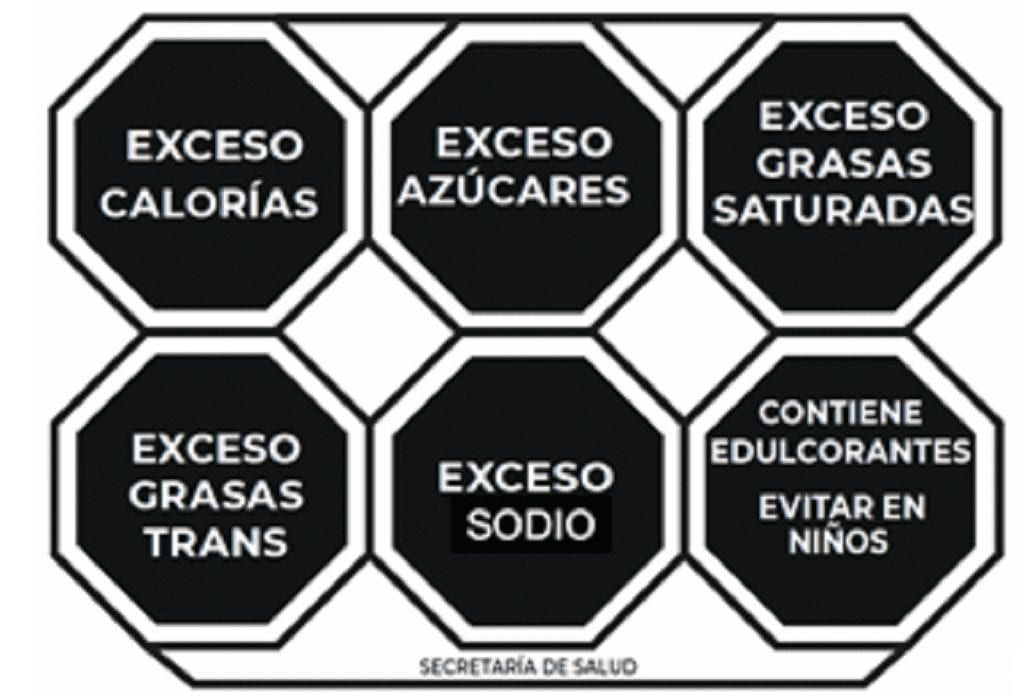 EXCESO
CALORÍAS
EXCESO
AZÚCARES
EXCESO
GRASAS
SATURADAS
EXCESO
GRASAS
TRANS
EXCESO
SODIO
CONTIENE
EDULCORANTES
EVITAR EN
NIÑOS
SECRETARÍA DE SALUD